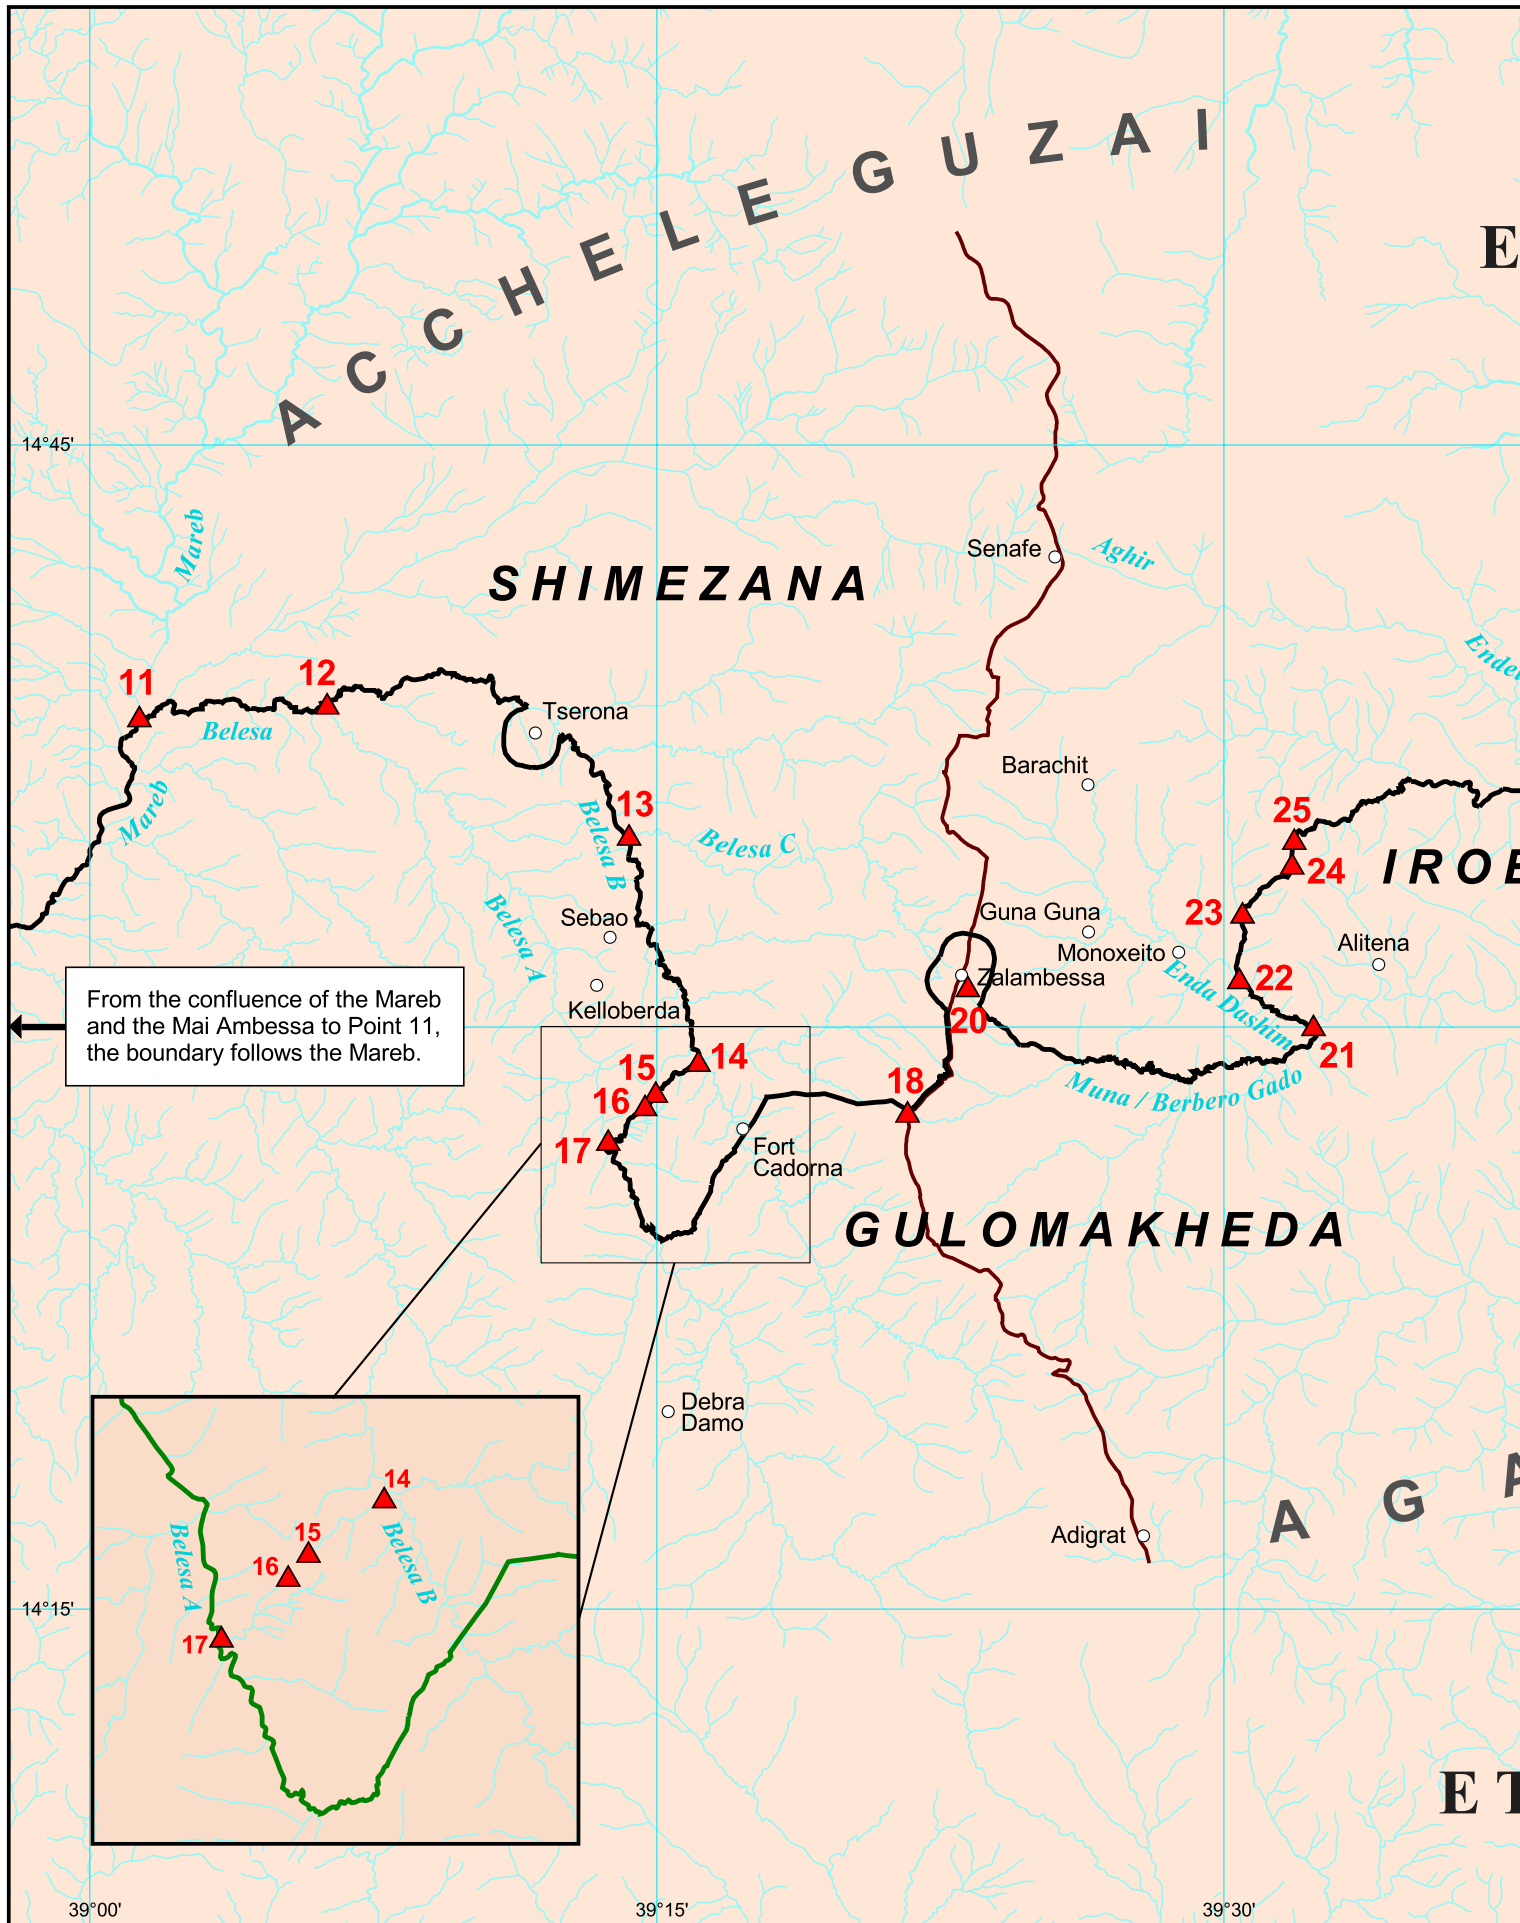 ACCHELE GUZAI
E
14°45'
Mareb
Senafe
Aghir
SHIMEZANA
11
12
Belesa
Tserona
Mareb
13
Belesa B
Belesa C
Barachit
25
24
IROB
23
Belesa A
Sebao
Guna Guna
Monoxeito
Alitena
Kelloberda
Zalambessa
Enda Dashim
22
20
21
From the confluence of the Mareb
and the Mai Ambessa to Point 11,
the boundary follows the Mareb.
14
15
16
17
18
Muna / Berbero Gado
Fort
Cadorna
GULOMAKHEDA
Debra
Damo
AGA
Adigrat
14
15
16
17
Belesa A
Belesa B
14°15'
ET
39°00'
39°15'
39°30'